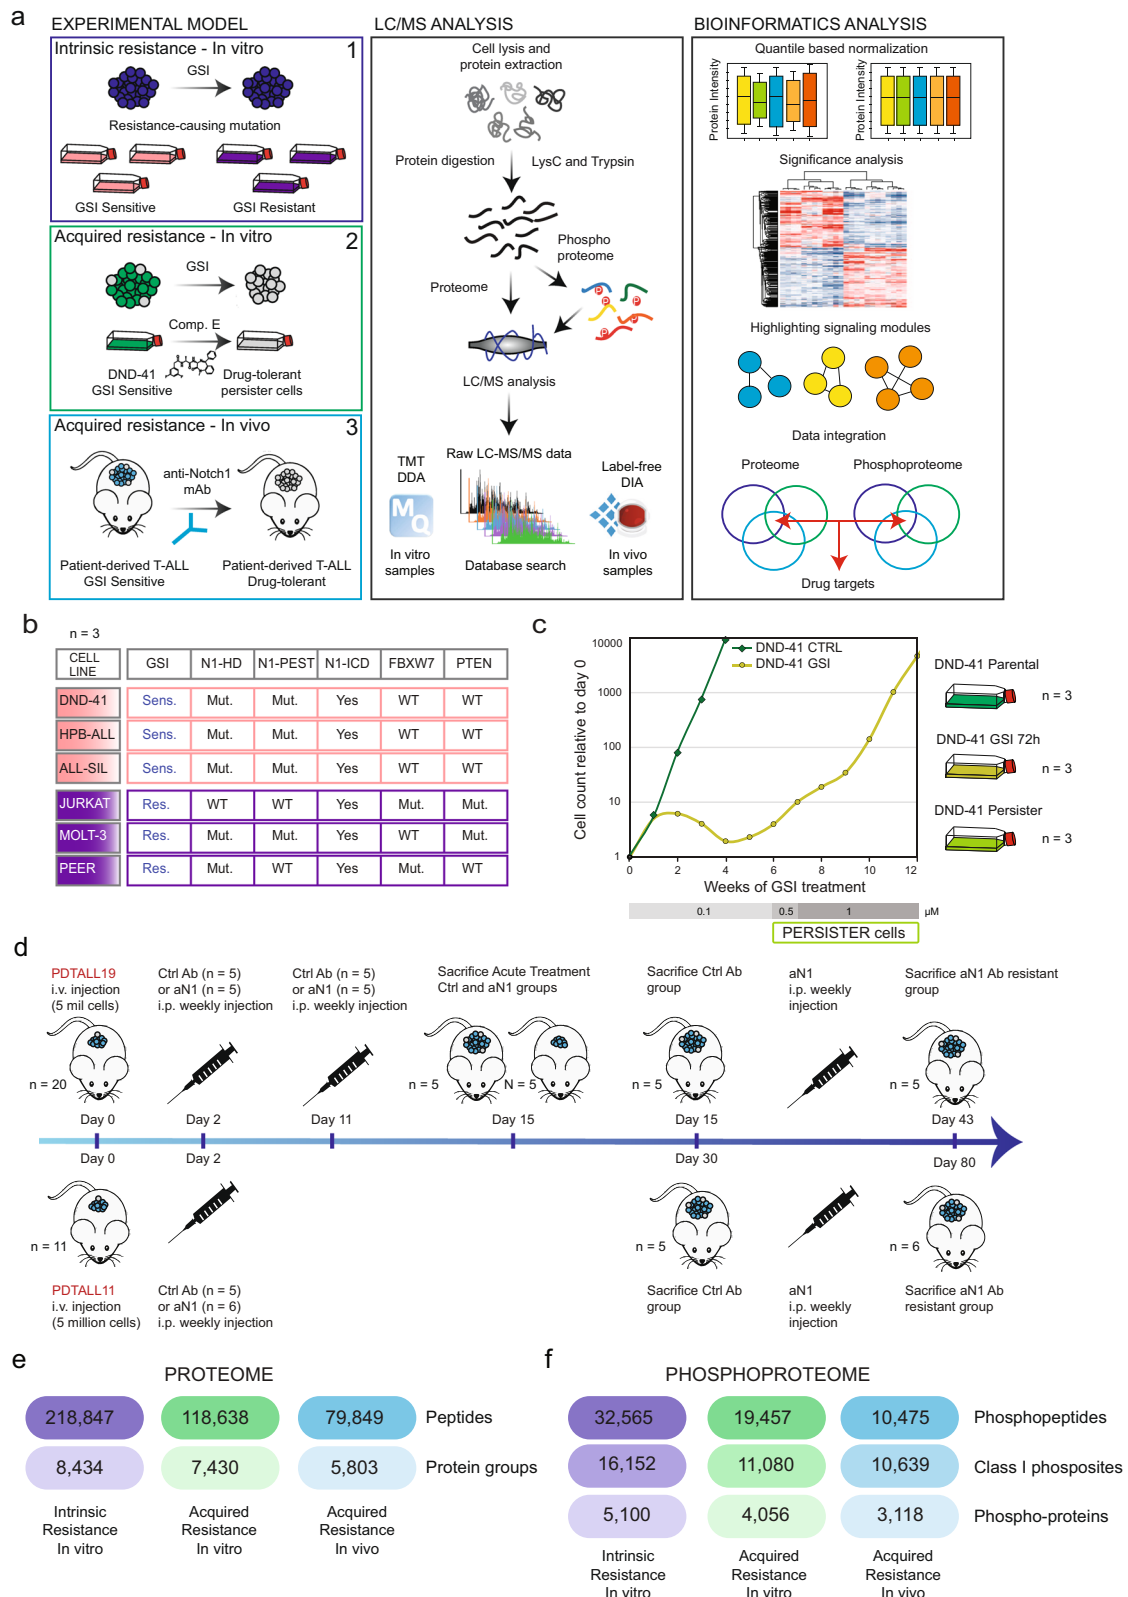 a
EXPERIMENTAL MODEL
Intrinsic resistance - In vitro
1
GSI
Resistance-causing mutation
GSI Sensitive
GSI Resistant
Acquired resistance - In vitro
2
GSI
Comp. E
DND-41
GSI Sensitive
Drug-tolerant
persister cells
Acquired resistance - In vivo
3
anti-Notch1
mAb
Patient-derived T-ALL
GSI Sensitive
Patient-derived T-ALL
Drug-tolerant
LC/MS ANALYSIS
Cell lysis and
protein extraction
Protein digestion
LysC and Trypsin
Phospho
proteome
Proteome
P
P
P
P
LC/MS analysis
Raw LC-MS/MS data
TMT
DDA
Label-free
DIA
MQ
In vitro
samples
Database search
In vivo
samples
BIOINFORMATICS ANALYSIS
Quantile based normalization
Protein Intensity
Protein Intensity
Significance analysis
Highlighting signaling modules
Data integration
Proteome
Phosphoproteome
Drug targets
b
n = 3
CELL LINE GSI N1-HD N1-PEST N1-ICD FBXW7 PTEN
DND-41 Sens. Mut. Mut. Yes WT WT
HPB-ALL Sens. Mut. Mut. Yes WT WT
ALL-SIL Sens. Mut. Mut. Yes WT WT
JURKAT Res. WT WT Yes Mut. Mut.
MOLT-3 Res. Mut. Mut. Yes WT Mut.
PEER Res. Mut. WT Yes Mut. WT
c
Cell count relative to day 0
10000
1000
100
10
1
DND-41 CTRL
DND-41 GSI
0 2 4 6 8 10 12
Weeks of GSI treatment
0.1 0.5 1 µM
PERSISTER cells
DND-41 Parental
n = 3
DND-41 GSI 72h
n = 3
DND-41 Persister
n = 3
d
PDTALL19
i.v. injection
(5 mil cells)
n = 20
Day 0
Ctrl Ab (n = 5)
or aN1 (n = 5)
i.p. weekly injection
Day 2
Ctrl Ab (n = 5)
or aN1 (n = 5)
i.p. weekly injection
Day 11
Sacrifice Acute Treatment
Ctrl and aN1 groups
n = 5
N = 5
Day 15
Sacrifice Ctrl Ab
group
n = 5
Day 15
aN1
i.p. weekly
injection
Sacrifice aN1 Ab resistant
group
n = 5
Day 43
Day 0
Day 2
Day 30
Day 80
n = 11
PDTALL11
i.v. injection
(5 million cells)
Ctrl Ab (n = 5)
or aN1 (n = 6)
i.p. weekly injection
n = 5
Sacrifice Ctrl Ab
group
aN1
i.p. weekly
injection
n = 6
Sacrifice aN1 Ab
resistant group
e
PROTEOME
218,847 118,638 79,849 Peptides
8,434 7,430 5,803 Protein groups
Intrinsic
Resistance
In vitro
Acquired
Resistance
In vitro
Acquired
Resistance
In vivo
f
PHOSPHOPROTEOME
32,565 19,457 10,475 Phosphopeptides
16,152 11,080 10,639 Class I phosposites
5,100 4,056 3,118 Phospho-proteins
Intrinsic
Resistance
In vitro
Acquired
Resistance
In vitro
Acquired
Resistance
In vivo